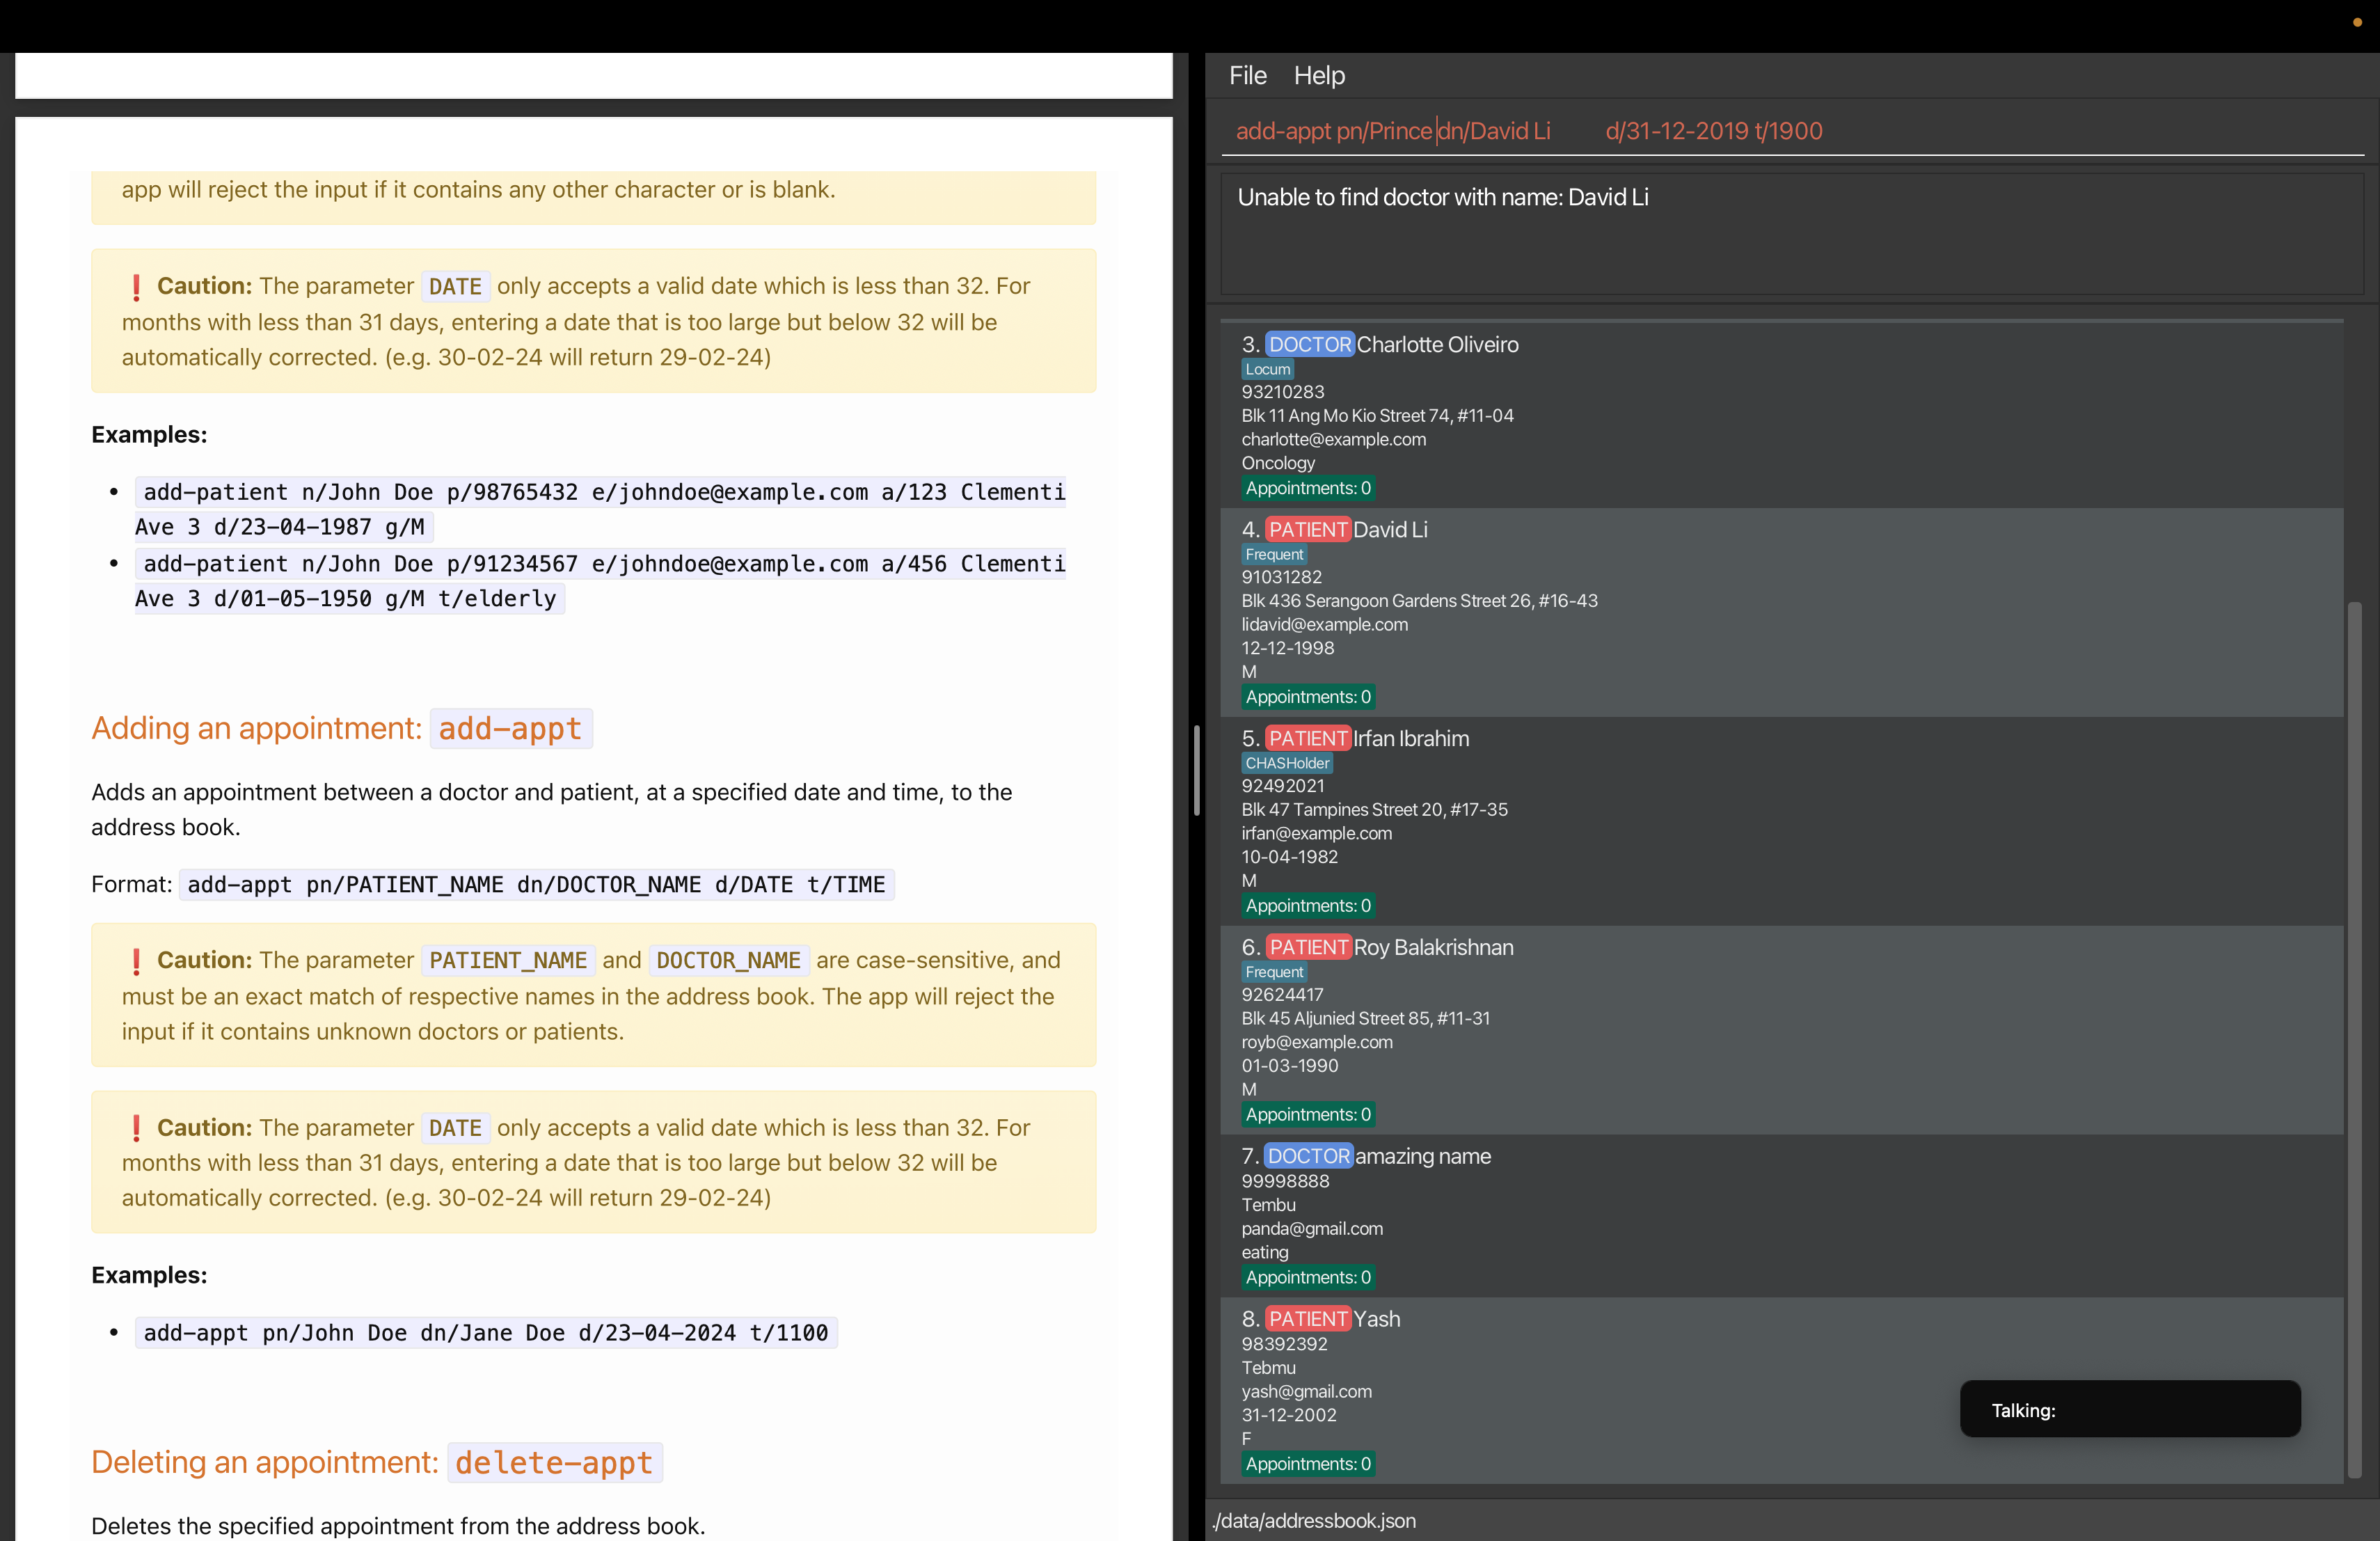 app will reject the input if it contains any other character or is blank.
❗ Caution: The parameter DATE only accepts a valid date which is less than 32. For
months with less than 31 days, entering a date that is too large but below 32 will be
automatically corrected. (e.g. 30-02-24 will return 29-02-24)
Examples:
• add-patient n/John Doe p/98765432 e/johndoe@example.com a/123 Clementi
Ave 3 d/23-04-1987 g/M
• add-patient n/John Doe p/91234567 e/johndoe@example.com a/456 Clementi
Ave 3 d/01-05-1950 g/M t/elderly
Adding an appointment: add-appt
Adds an appointment between a doctor and patient, at a specified date and time, to the
address book.
Format: add-appt pn/PATIENT_NAME dn/DOCTOR_NAME d/DATE t/TIME
❗ Caution: The parameter PATIENT_NAME and DOCTOR_NAME are case-sensitive, and
must be an exact match of respective names in the address book. The app will reject the
input if it contains unknown doctors or patients.
❗ Caution: The parameter DATE only accepts a valid date which is less than 32. For
months with less than 31 days, entering a date that is too large but below 32 will be
automatically corrected. (e.g. 30-02-24 will return 29-02-24)
Examples:
• add-appt pn/John Doe dn/Jane Doe d/23-04-2024 t/1100
Deleting an appointment: delete-appt
Deletes the specified appointment from the address book.
File Help
add-appt pn/Prince dn/David Li d/31-12-2019 t/1900
Unable to find doctor with name: David Li
3. DOCTOR Charlotte Oliveiro
Locum
93210283
Blk 11 Ang Mo Kio Street 74, #11-04
charlotte@example.com
Oncology
Appointments: 0
4. PATIENT David Li
Frequent
91031282
Blk 436 Serangoon Gardens Street 26, #16-43
lidavid@example.com
12-12-1998
M
Appointments: 0
5. PATIENT Irfan Ibrahim
CHASHolder
92492021
Blk 47 Tampines Street 20, #17-35
irfan@example.com
10-04-1982
M
Appointments: 0
6. PATIENT Roy Balakrishnan
Frequent
92624417
Blk 45 Aljunied Street 85, #11-31
royb@example.com
01-03-1990
M
Appointments: 0
7. DOCTOR amazing name
99998888
Tembu
panda@gmail.com
eating
Appointments: 0
8. PATIENT Yash
98392392
Tebmu
yash@gmail.com
31-12-2002
F
Appointments: 0
Talking:
./data/addressbook.json